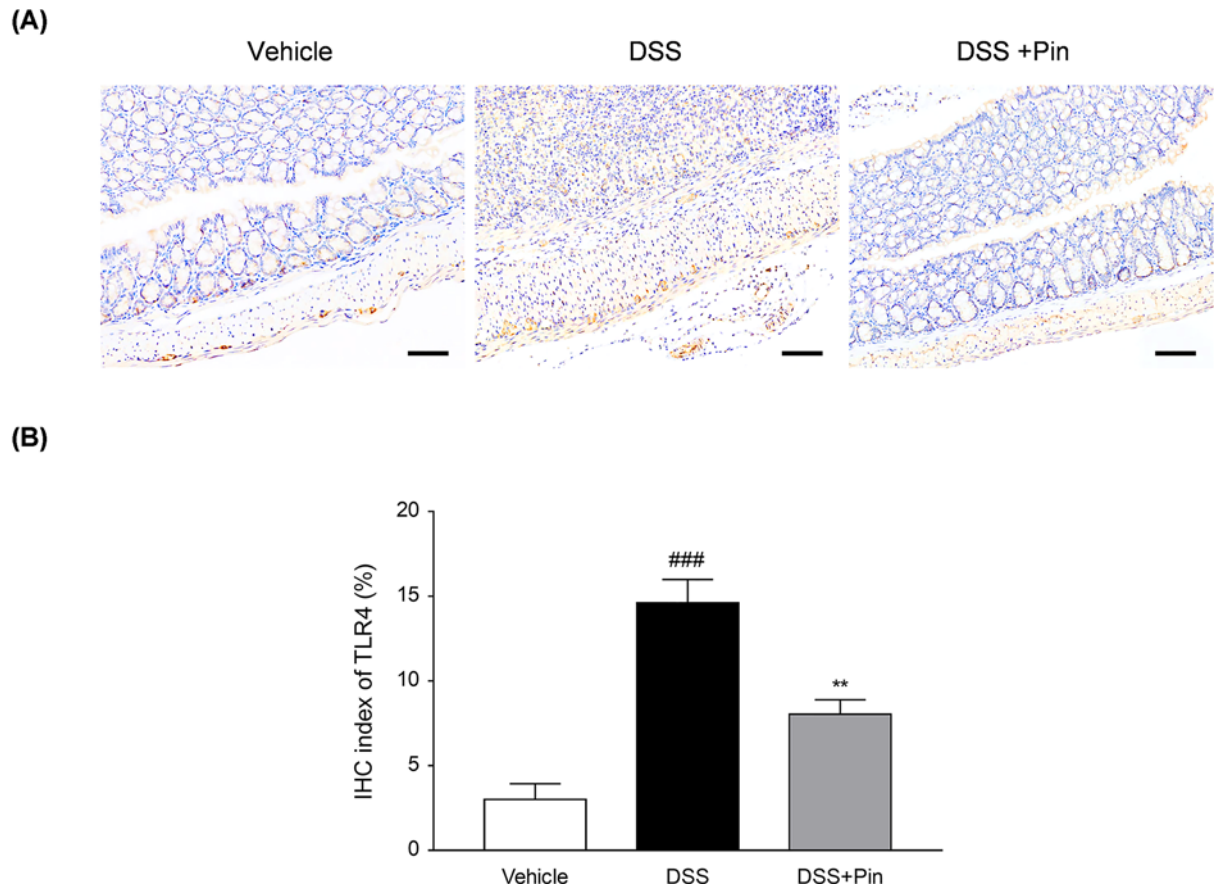 (A)
Vehicle DSS DSS +Pin
(B)
IHC index of TLR4 (%)
20
15
10
5
0
###
**
Vehicle DSS DSS+Pin